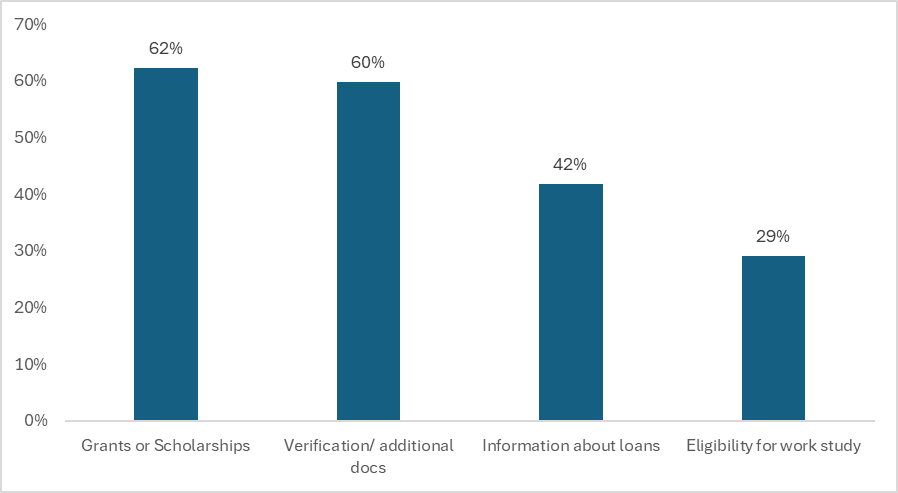 70%
60%
50%
40%
30%
20%
10%
0%
62%
60%
42%
29%
Grants or Scholarships
Verification/ additional
docs
Information about loans
Eligibility for work study